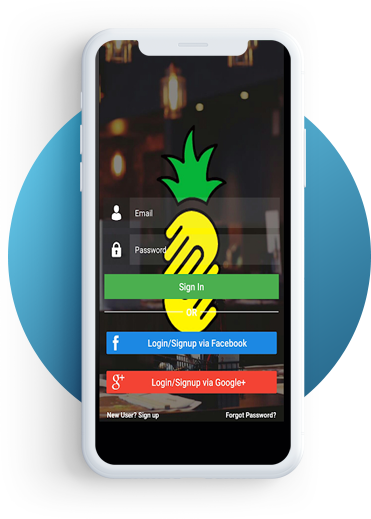 Email
Password
Sign In
OR
f
Login/Signup via Facebook
g+
Login/Signup via Google+
New User? Sign up
Forgot Password?